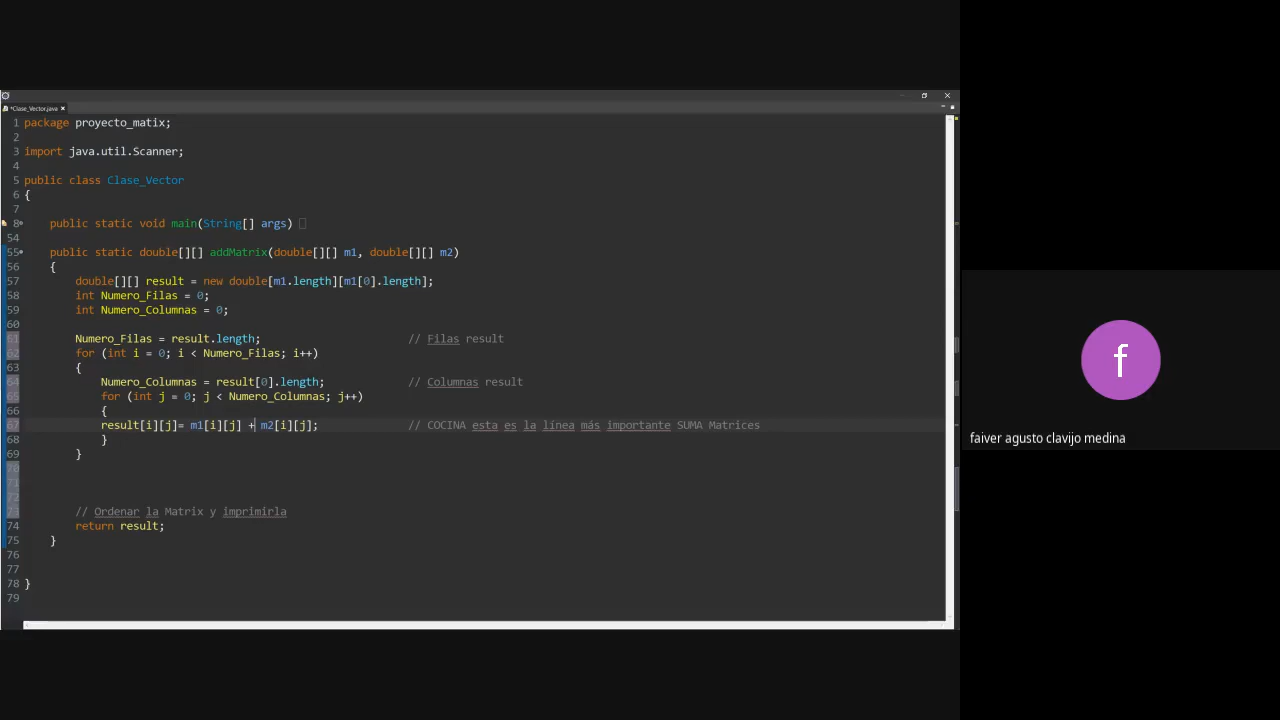 *Clase_Vector.java
1 package proyecto_matix;
2
3 import java.util.Scanner;
4
5 public class Clase_Vector
6 {
7
8 public static void main(String[] args)
54
55 public static double[][] addMatrix(double[][] m1, double[][] m2)
56 {
57 double[][] result = new double[m1.length][m1[0].length];
58 int Numero_Filas = 0;
59 int Numero_Columnas = 0;
60
61 Numero_Filas = result.length; // Filas result
62 for (int i = 0; i < Numero_Filas; i++)
63 {
64 Numero_Columnas = result[0].length; // Columnas result
65 for (int j = 0; j < Numero_Columnas; j++)
66 {
67 result[i][j]= m1[i][j] + m2[i][j]; // COCINA esta es la línea más importante SUMA Matrices
68 }
69 }
70
71
72
73 // Ordenar la Matrix y imprimirla
74 return result;
75 }
76
77
78 }
79
f
faiver agusto clavijo medina